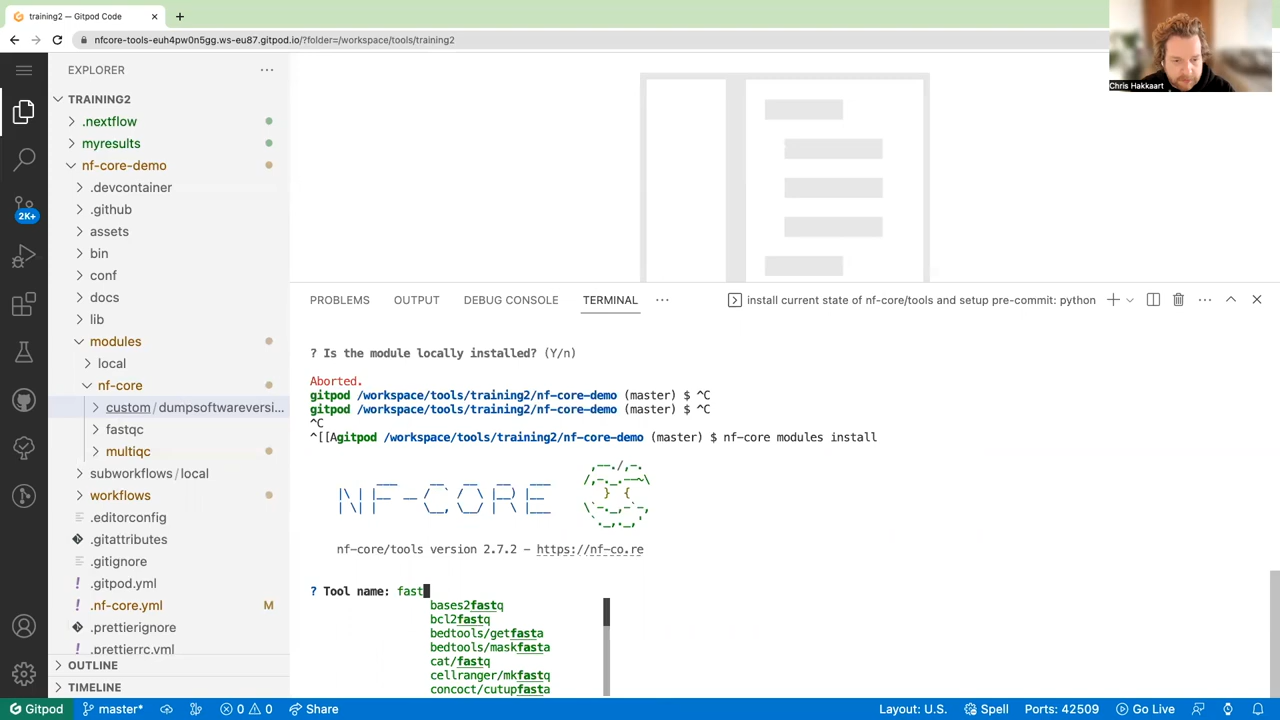 training2 — Gitpod Code
nfcore-tools-euh4pw0n5gg.ws-eu87.gitpod.io/?folder=/workspace/tools/training2
Chris Hakkaart
EXPLORER
TRAINING2
.nextflow
myresults
nf-core-demo
.devcontainer
.github
assets
bin
conf
docs
lib
modules
local
nf-core
custom / dumpsoftwareversi...
fastqc
multiqc
subworkflows / local
workflows
.editorconfig
.gitattributes
.gitignore
.gitpod.yml
.nf-core.yml M
.prettierignore
.prettierrc.yml
OUTLINE
TIMELINE
2K+
PROBLEMS OUTPUT DEBUG CONSOLE TERMINAL
install current state of nf-core/tools and setup pre-commit: python
? Is the module locally installed? (Y/n)
Aborted.
gitpod /workspace/tools/training2/nf-core-demo (master) $ ^C
gitpod /workspace/tools/training2/nf-core-demo (master) $ ^C
^C
^[[Agitpod /workspace/tools/training2/nf-core-demo (master) $ nf-core modules install
NF-CORE
nf-core/tools version 2.7.2 - https://nf-co.re
? Tool name: fast
bases2fastq
bcl2fastq
bedtools/getfasta
bedtools/maskfasta
cat/fastq
cellranger/mkfastq
concoct/cutupfasta
Gitpod master* 0 0 Share Layout: U.S. Spell Ports: 42509 Go Live